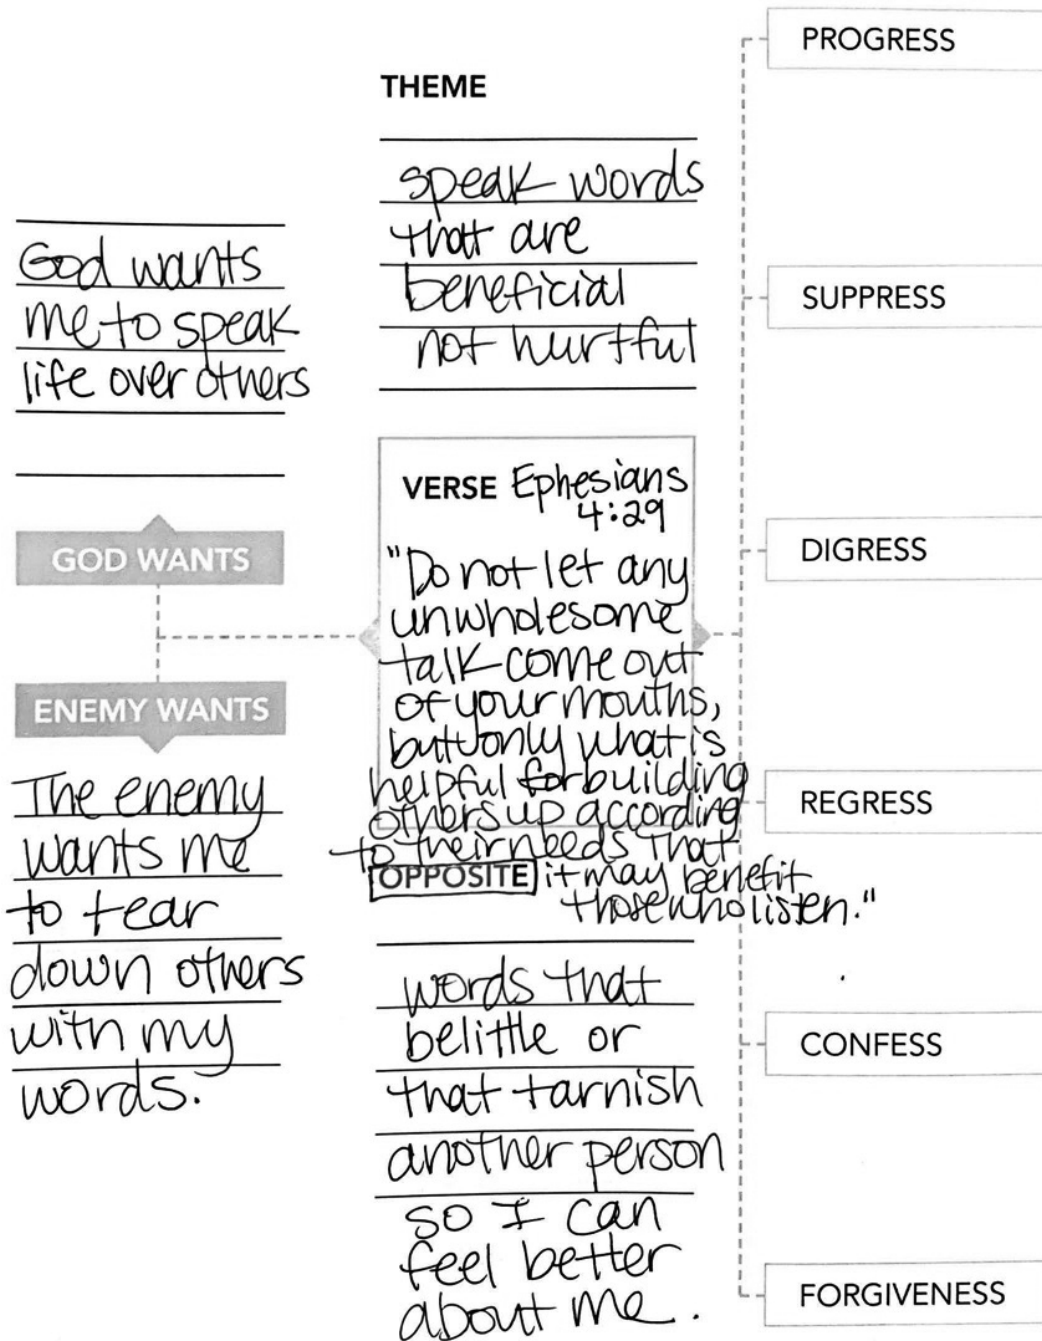 THEME
speak words
that are
beneficial
not hurtful
God wants
me to speak
life over others
GOD WANTS
ENEMY WANTS
The enemy
wants me
to tear
down others
with my
words.
VERSE Ephesians
4:29
"Do not let any
unwholesome
talk come out
of your mouths,
but only what is
helpful for building
others up according
to their needs that
it may benefit
those who listen."
OPPOSITE
words that
belittle or
that tarnish
another person
so I can
feel better
about me.
PROGRESS
SUPPRESS
DIGRESS
REGRESS
CONFESS
FORGIVENESS